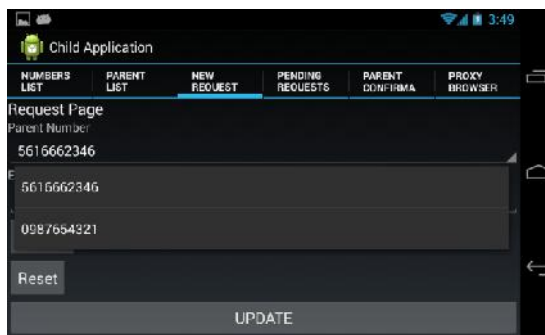 3:49
Child Application
NUMBERS LIST
PARENT LIST
NEW REQUEST
PENDING REQUESTS
PARENT CONFIRMA
PROXY BROWSER
Request Page
Parent Number
5616662346
5616662346
0987654321
Reset
UPDATE